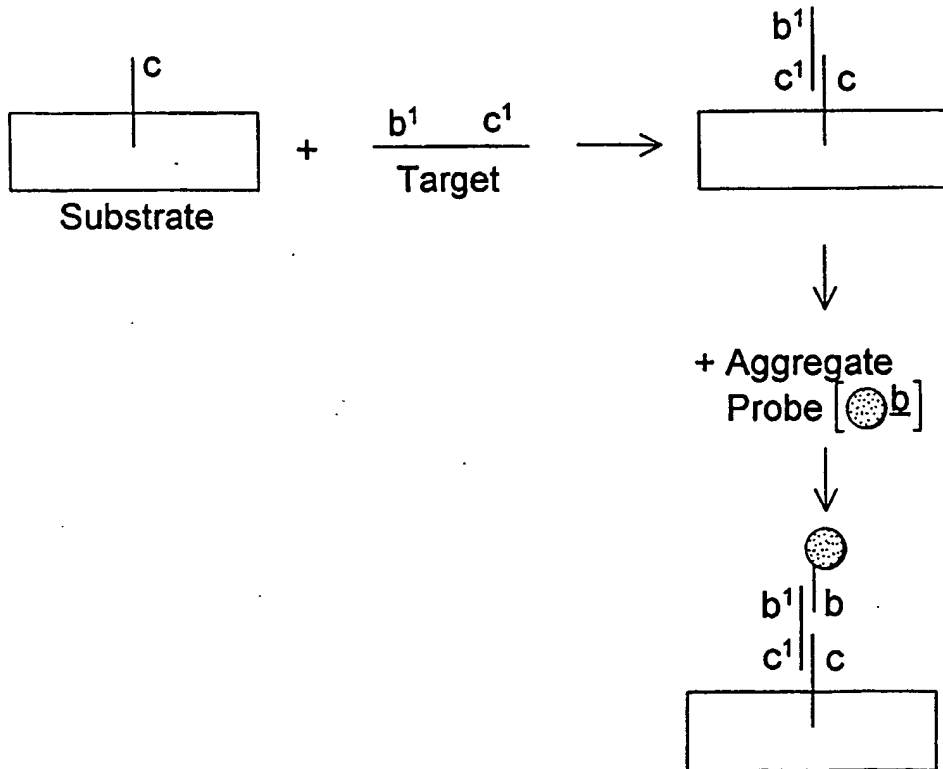 c
Substrate
+
b¹ c¹
Target
b¹
c¹ c
+ Aggregate
Probe [b]
b¹ b
c¹ c